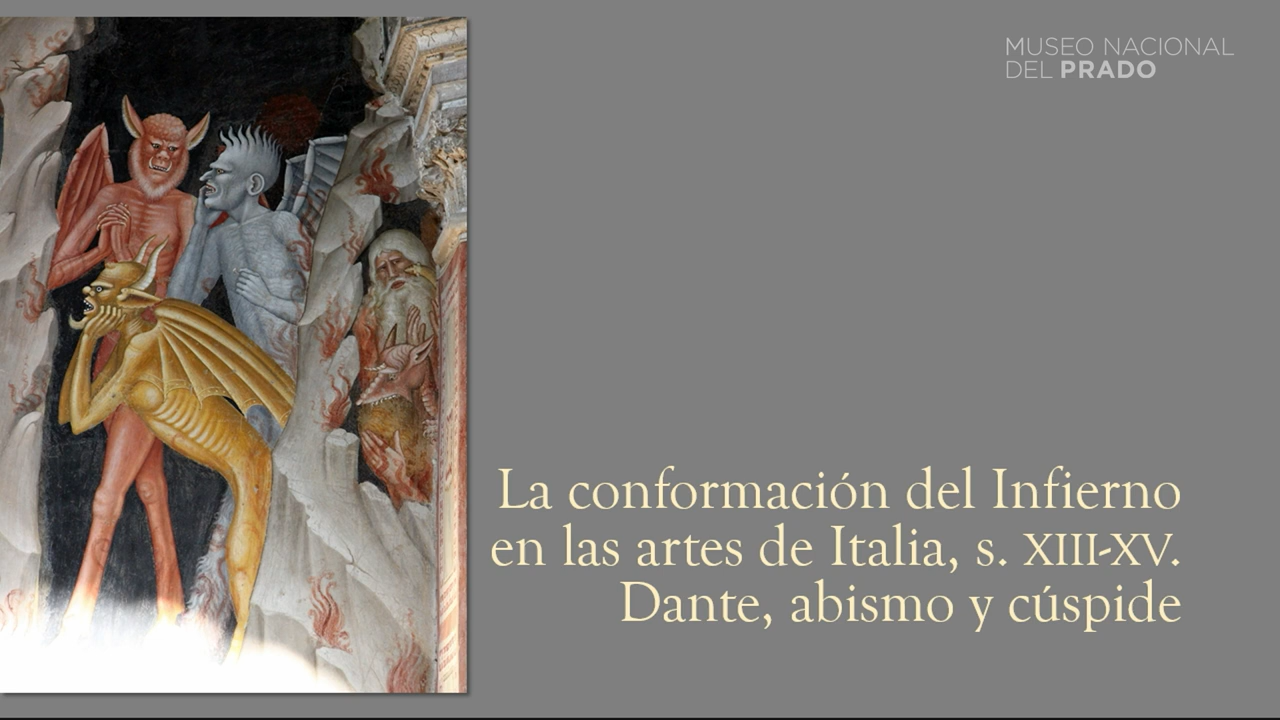 MUSEO NACIONAL
DEL PRADO
La conformación del Infierno
en las artes de Italia, s. XIII-XV.
Dante, abismo y cúspide